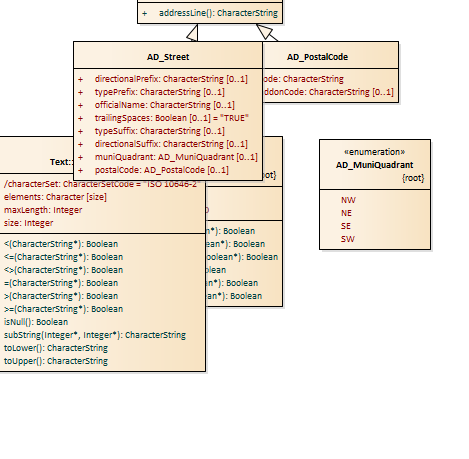 + addressLine(): CharacterString
AD_Street
+ directionalPrefix: CharacterString [0..1]
+ typePrefix: CharacterString [0..1]
+ officialName: CharacterString [0..1]
+ trailingSpaces: Boolean [0..1] = "TRUE"
+ typeSuffix: CharacterString [0..1]
+ directionalSuffix: CharacterString [0..1]
+ muniQuadrant: AD_MuniQuadrant [0..1]
+ postalCode: AD_PostalCode [0..1]
AD_PostalCode
ode: CharacterString
ddonCode: CharacterString [0..1]
«enumeration»
AD_MuniQuadrant
{root}
NW
NE
SE
SW
Text::
/characterSet: CharacterSetCode = "ISO 10646-2"
elements: Character [size]
maxLength: Integer
size: Integer
<(CharacterString*): Boolean
<=(CharacterString*): Boolean
<>(CharacterString*): Boolean
=(CharacterString*): Boolean
>(CharacterString*): Boolean
>=(CharacterString*): Boolean
isNull(): Boolean
subString(Integer*, Integer*): CharacterString
toLower(): CharacterString
toUpper(): CharacterString
oot}
an*): Boolean
oolean*): Boolean
oolean*): Boolean
an*): Boolean
ean*): Boolean
ean*): Boolean